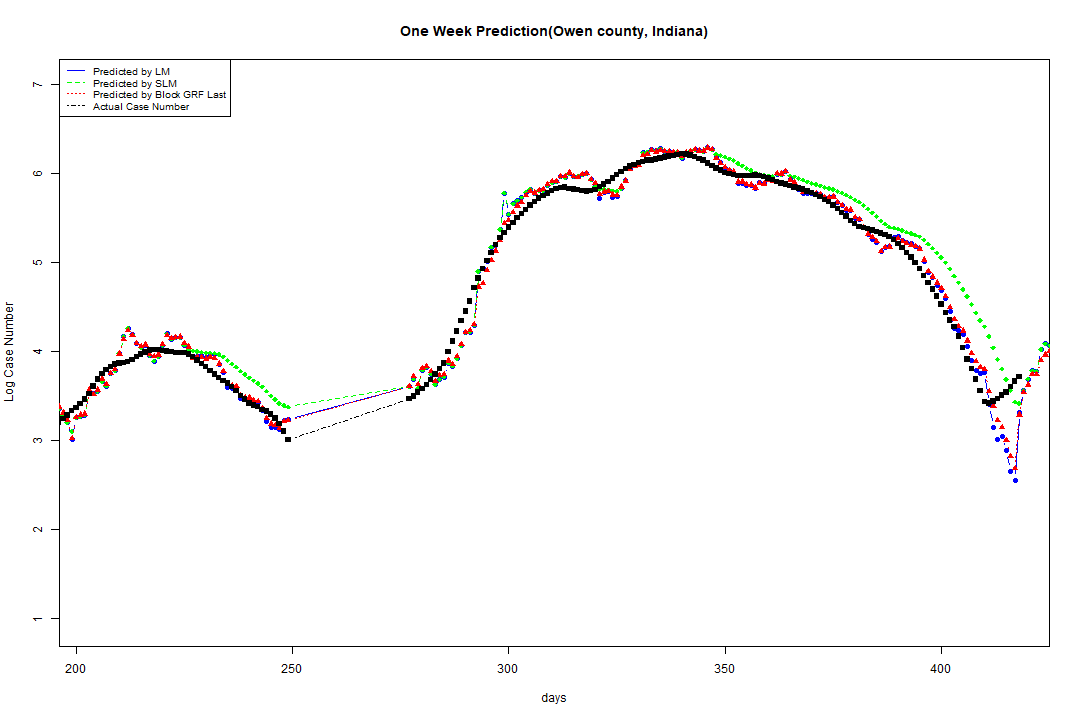 One Week Prediction(Owen county, Indiana)
Predicted by LM
Predicted by SLM
Predicted by Block GRF Last
Actual Case Number
7
6
5
4
3
2
1
Log Case Number
200 250 300 350 400
days